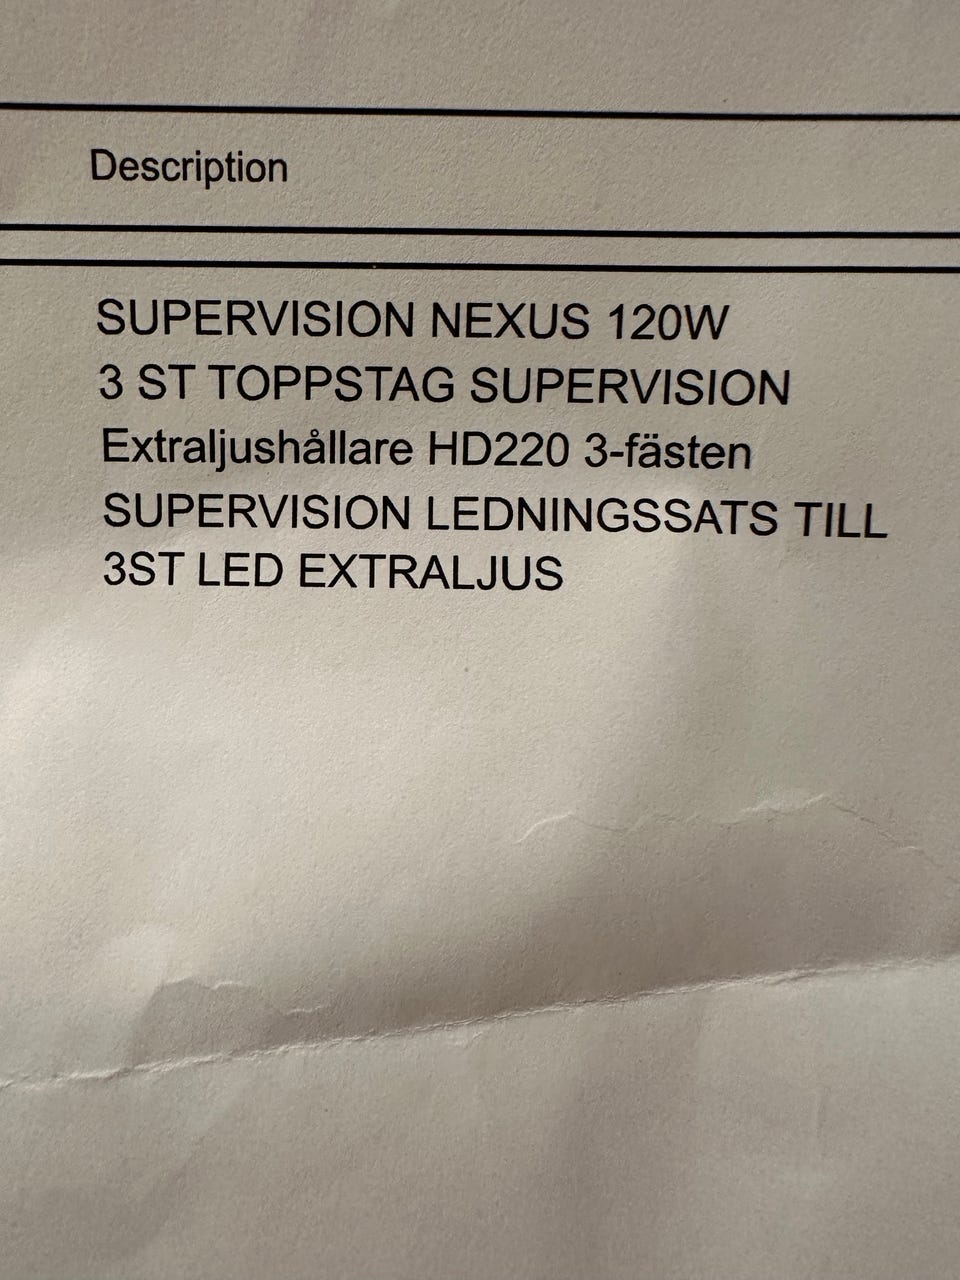 Description
SUPERVISION NEXUS 120W
3 ST TOPPSTAG SUPERVISION
Extraljushållare HD220 3-fästen
SUPERVISION LEDNINGSSATS TILL
3ST LED EXTRALJUS